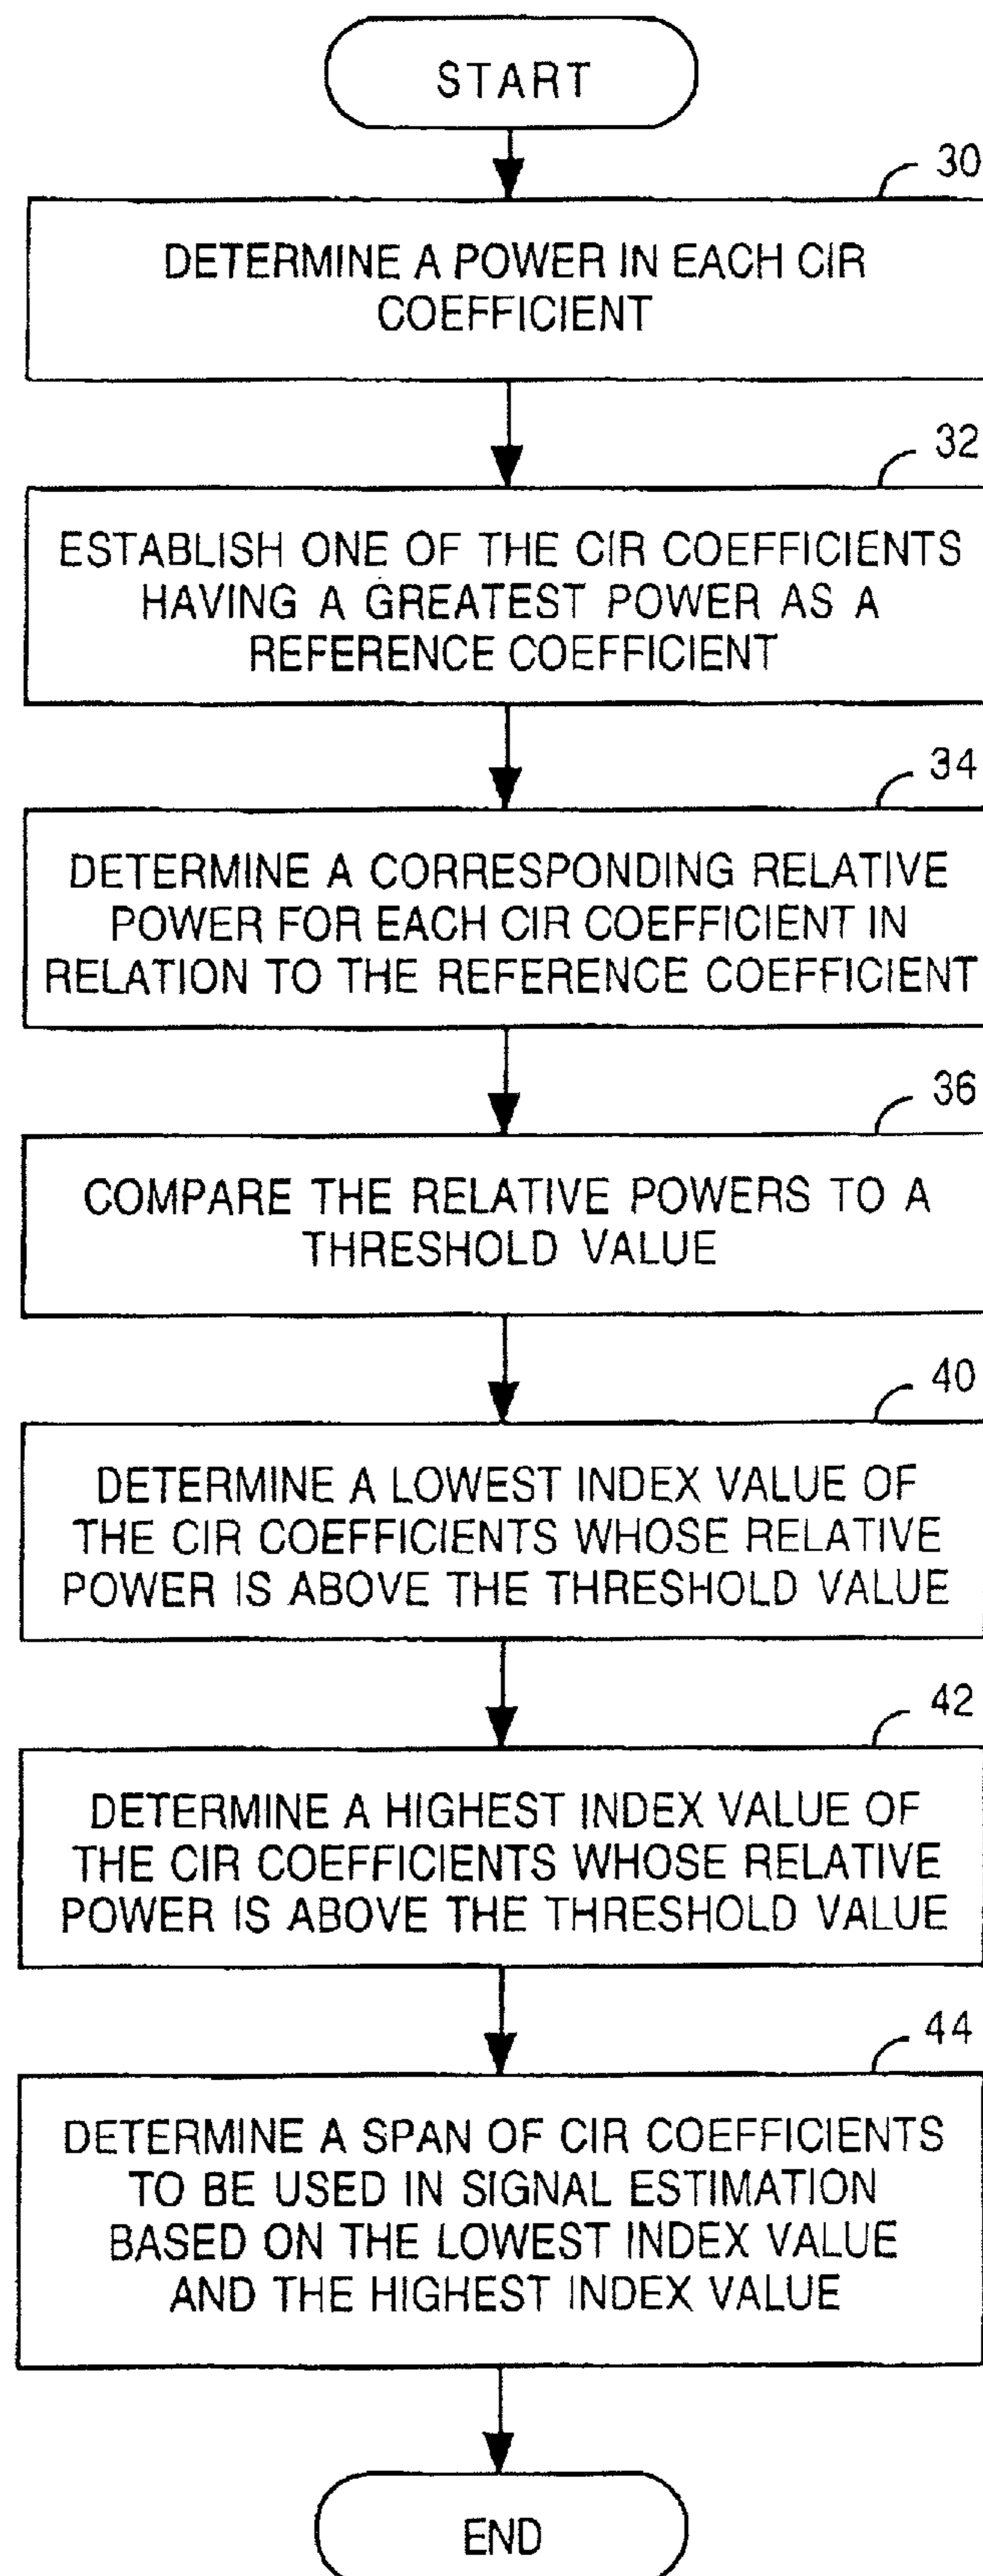 START
30
DETERMINE A POWER IN EACH CIR
COEFFICIENT
32
ESTABLISH ONE OF THE CIR COEFFICIENTS
HAVING A GREATEST POWER AS A
REFERENCE COEFFICIENT
34
DETERMINE A CORRESPONDING RELATIVE
POWER FOR EACH CIR COEFFICIENT IN
RELATION TO THE REFERENCE COEFFICIENT
36
COMPARE THE RELATIVE POWERS TO A
THRESHOLD VALUE
40
DETERMINE A LOWEST INDEX VALUE OF
THE CIR COEFFICIENTS WHOSE RELATIVE
POWER IS ABOVE THE THRESHOLD VALUE
42
DETERMINE A HIGHEST INDEX VALUE OF
THE CIR COEFFICIENTS WHOSE RELATIVE
POWER IS ABOVE THE THRESHOLD VALUE
44
DETERMINE A SPAN OF CIR COEFFICIENTS
TO BE USED IN SIGNAL ESTIMATION
BASED ON THE LOWEST INDEX VALUE
AND THE HIGHEST INDEX VALUE
END